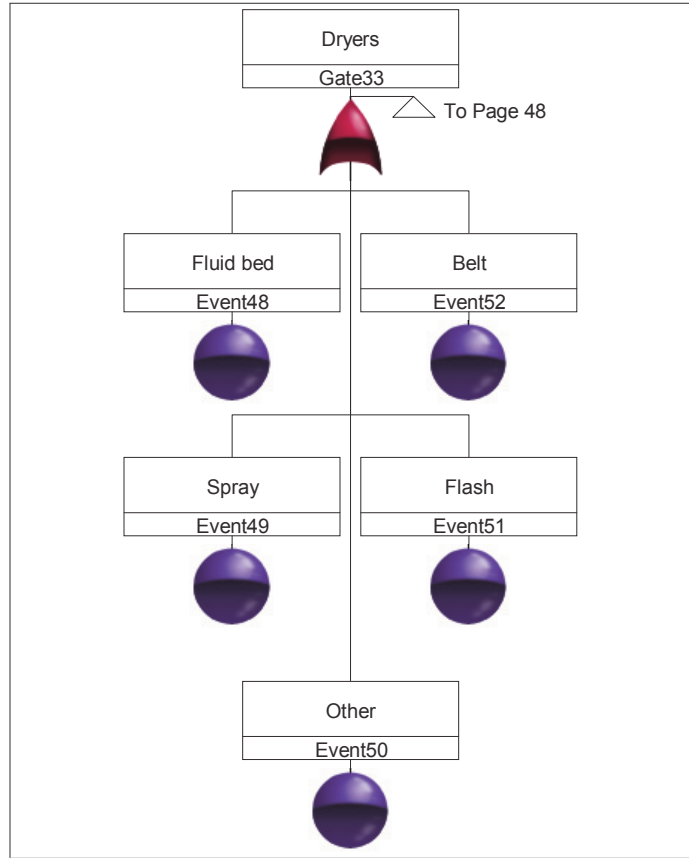 Dryers
Gate33
To Page 48
Fluid bed
Event48
Belt
Event52
Spray
Event49
Flash
Event51
Other
Event50